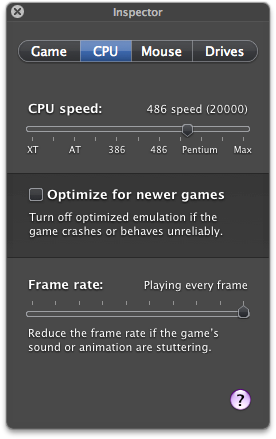 Inspector
Game CPU Mouse Drives
CPU speed: 486 speed (20000)
XT AT 386 486 Pentium Max
Optimize for newer games
Turn off optimized emulation if the
game crashes or behaves unreliably.
Frame rate: Playing every frame
Reduce the frame rate if the game's
sound or animation are stuttering.
?